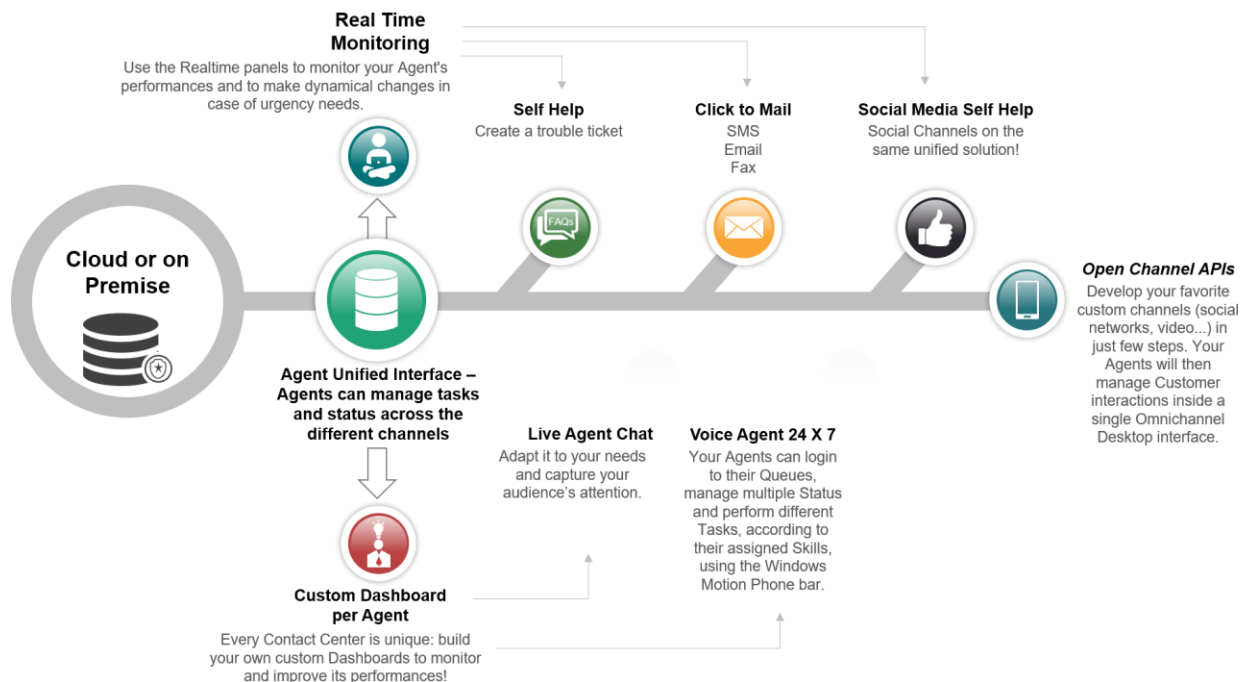 Real Time
Monitoring
Use the Realtime panels to monitor your Agent's
performances and to make dynamical changes in
case of urgency needs.
Self Help
Create a trouble ticket
Click to Mail
SMS
Email
Fax
Social Media Self Help
Social Channels on the
same unified solution!
FAQs
Cloud or on
Premise
Open Channel APIs
Develop your favorite
custom channels (social
networks, video...) in
just few steps. Your
Agents will then
manage Customer
interactions inside a
single Omnichannel
Desktop interface.
Agent Unified Interface –
Agents can manage tasks
and status across the
different channels
Live Agent Chat
Adapt it to your needs
and capture your
audience’s attention.
Voice Agent 24 X 7
Your Agents can login
to their Queues,
manage multiple Status
and perform different
Tasks, according to
their assigned Skills,
using the Windows
Motion Phone bar.
Custom Dashboard
per Agent
Every Contact Center is unique: build
your own custom Dashboards to monitor
and improve its performances!